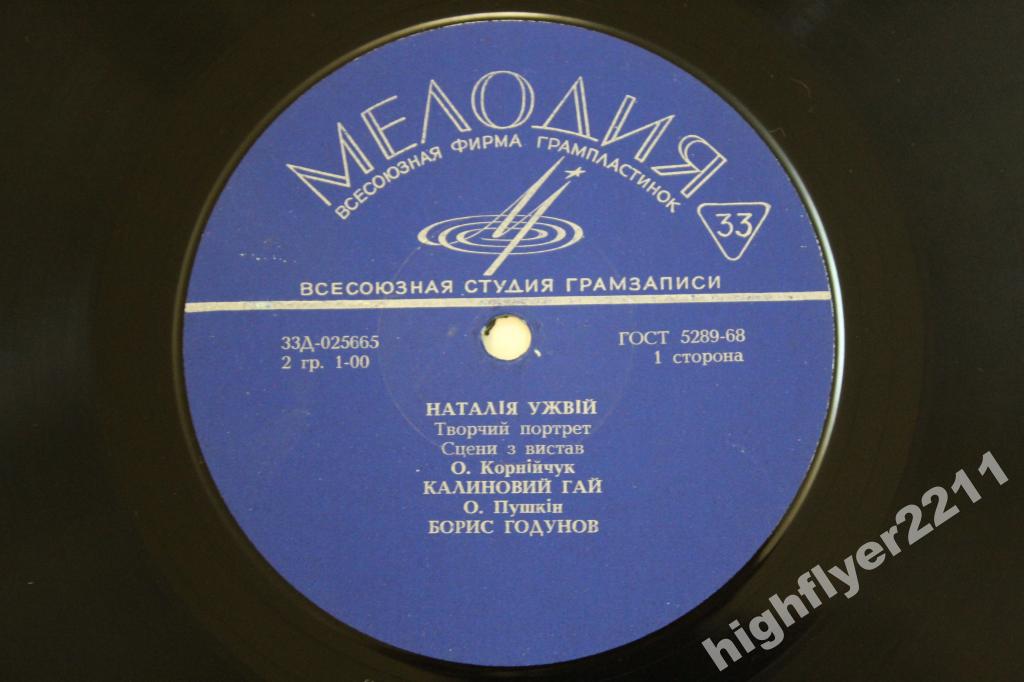 МЕЛОДИЯ
ВСЕСОЮЗНАЯ ФИРМА ГРАМПЛАСТИНОК
33
ВСЕСОЮЗНАЯ СТУДИЯ ГРАМЗАПИСИ
33Д-025665
ГОСТ 5289-68
2 гр. 1-00
1 сторона
НАТАЛІЯ УЖВІЙ
Творчий портрет
Сцени з вистав
О. Корнійчук
КАЛИНОВИЙ ГАЙ
О. Пушкін
БОРИС ГОДУНОВ
highflyer2211